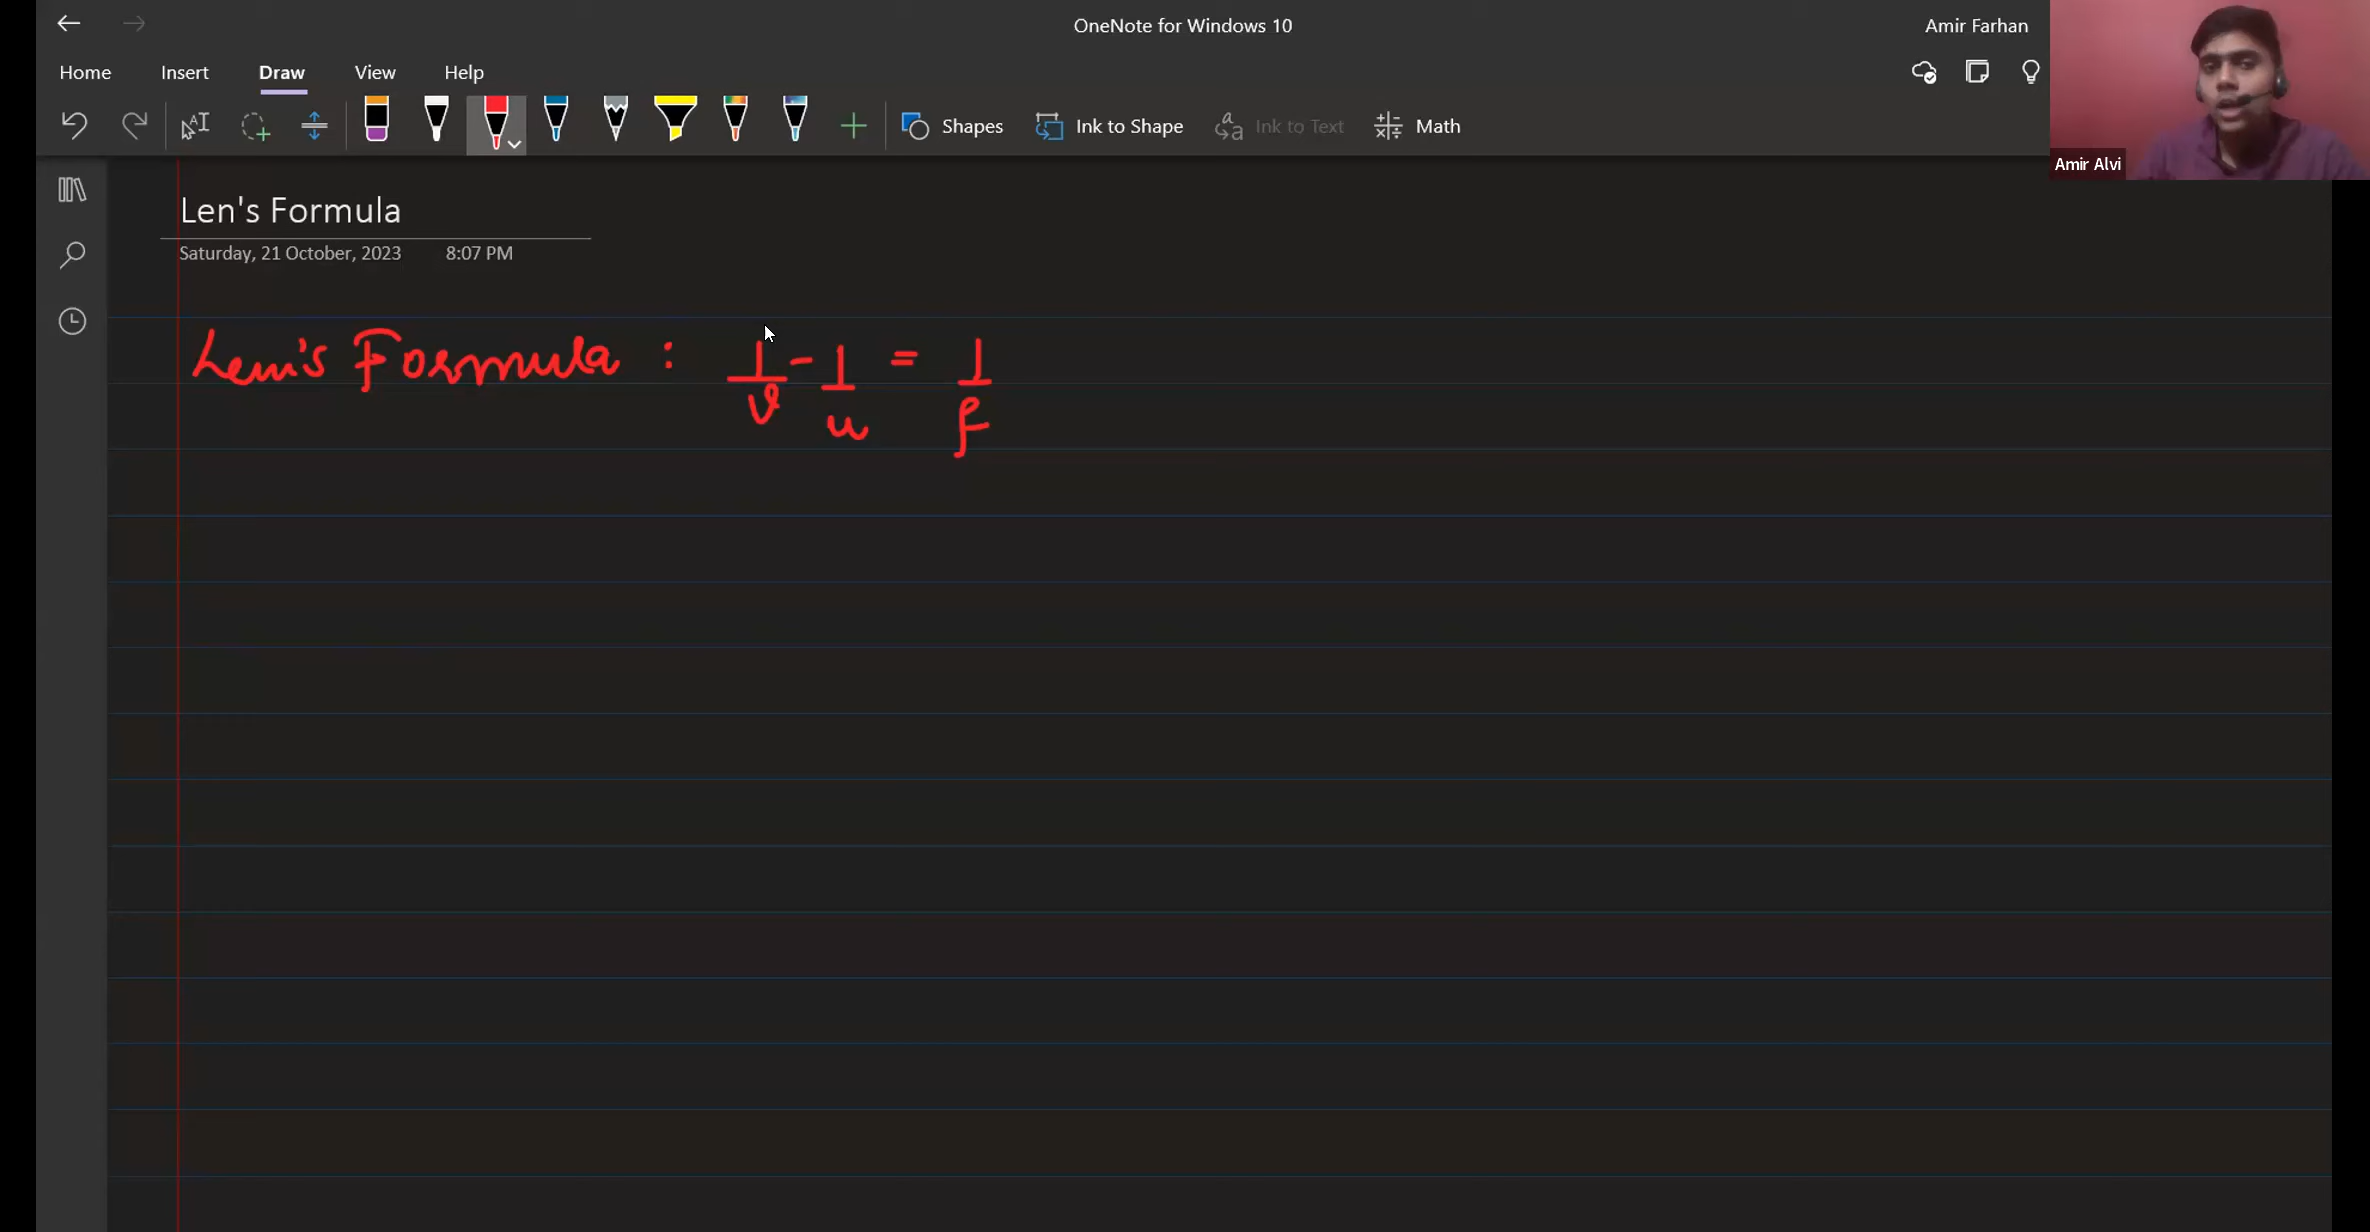 OneNote for Windows 10
Amir Farhan
Home Insert Draw View Help
Shapes Ink to Shape Ink to Text Math
Amir Alvi
Len's Formula
Saturday, 21 October, 2023 8:07 PM
Len's Formula : 1/v - 1/u = 1/f